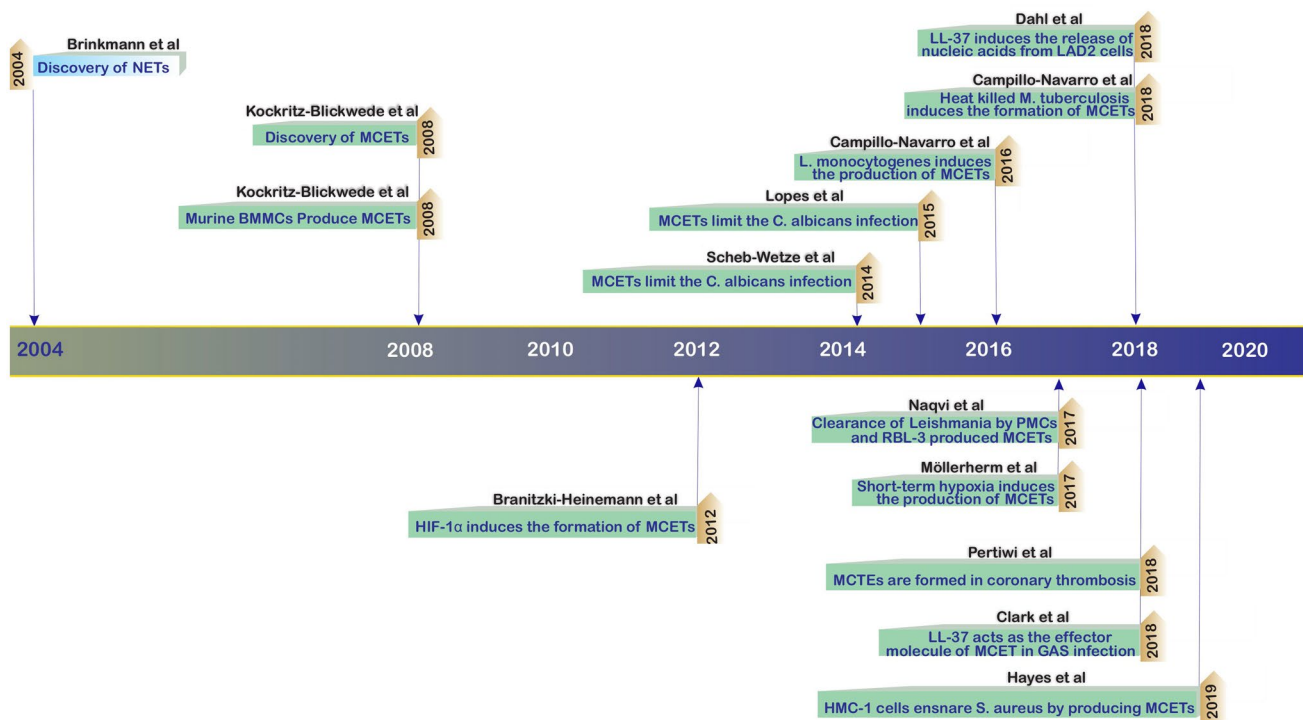 Dahl et al
LL-37 induces the release of
nucleic acids from LAD2 cells
2018
Brinkmann et al
Discovery of NETs
2004
Campillo-Navarro et al
Heat killed M. tuberculosis
induces the formation of MCETs
2018
Kockritz-Blickwede et al
Discovery of MCETs
2008
Campillo-Navarro et al
L. monocytogenes induces
the production of MCETs
2016
Kockritz-Blickwede et al
Murine BMMCs Produce MCETs
2008
Lopes et al
MCETs limit the C. albicans infection
2015
Scheb-Wetze et al
MCETs limit the C. albicans infection
2014
2004 2008 2010 2012 2014 2016 2018 2020
Naqvi et al
Clearance of Leishmania by PMCs
and RBL-3 produced MCETs
2017
Möllerherm et al
Short-term hypoxia induces
the production of MCETs
2017
Branitzki-Heinemann et al
HIF-1α induces the formation of MCETs
2012
Pertiwi et al
MCTEs are formed in coronary thrombosis
2018
Clark et al
LL-37 acts as the effector
molecule of MCET in GAS infection
2018
Hayes et al
HMC-1 cells ensnare S. aureus by producing MCETs
2019